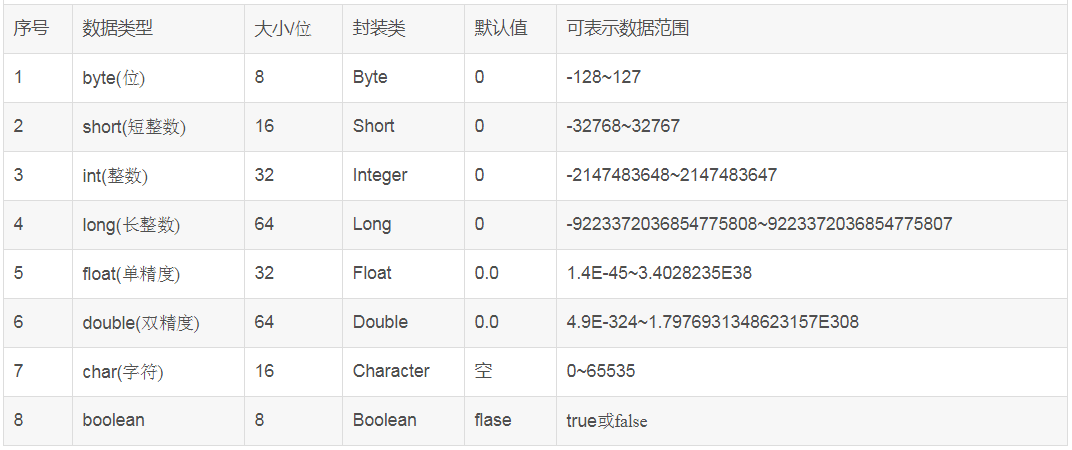 序号 数据类型 大小/位 封装类 默认值 可表示数据范围
1 byte(位) 8 Byte 0 -128~127
2 short(短整数) 16 Short 0 -32768~32767
3 int(整数) 32 Integer 0 -2147483648~2147483647
4 long(长整数) 64 Long 0 -9223372036854775808~9223372036854775807
5 float(单精度) 32 Float 0.0 1.4E-45~3.4028235E38
6 double(双精度) 64 Double 0.0 4.9E-324~1.7976931348623157E308
7 char(字符) 16 Character 空 0~65535
8 boolean 8 Boolean flase true或false